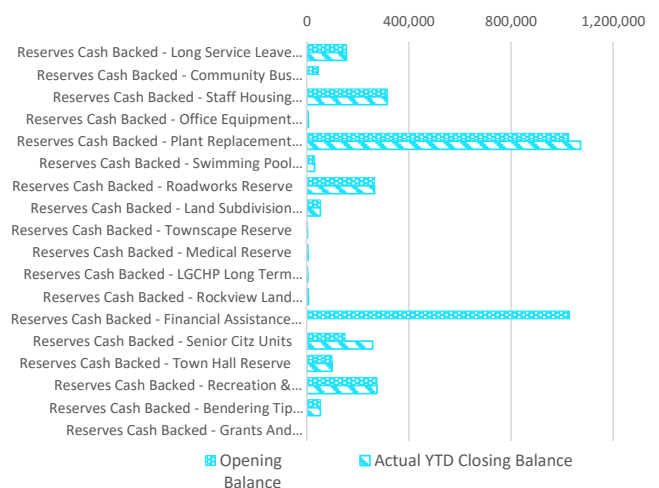 0 400,000 800,000 1,200,000
Reserves Cash Backed - Long Service Leave...
Reserves Cash Backed - Community Bus...
Reserves Cash Backed - Staff Housing...
Reserves Cash Backed - Office Equipment...
Reserves Cash Backed - Plant Replacement...
Reserves Cash Backed - Swimming Pool...
Reserves Cash Backed - Roadworks Reserve
Reserves Cash Backed - Land Subdivision...
Reserves Cash Backed - Townscape Reserve
Reserves Cash Backed - Medical Reserve
Reserves Cash Backed - LGCHP Long Term...
Reserves Cash Backed - Rockview Land...
Reserves Cash Backed - Financial Assistance...
Reserves Cash Backed - Senior Citz Units
Reserves Cash Backed - Town Hall Reserve
Reserves Cash Backed - Recreation &...
Reserves Cash Backed - Bendering Tip...
Reserves Cash Backed - Grants And...
Opening Actual YTD Closing Balance
Balance